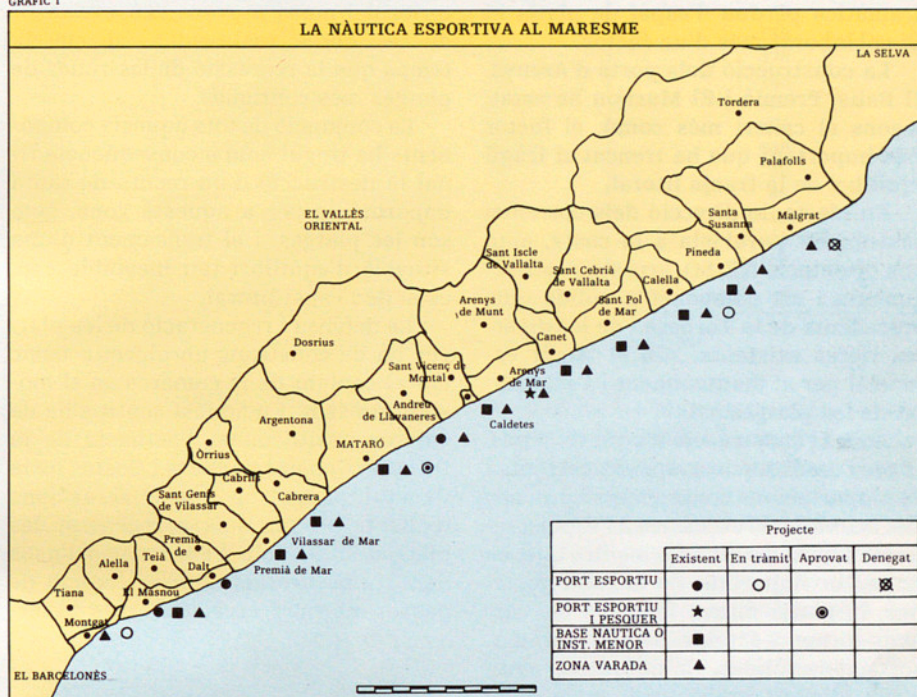 GRÀFIC 1
LA NÀUTICA ESPORTIVA AL MARESME
LA SELVA
Tordera
Palafolls
EL VALLÈS
ORIENTAL
Santa
Susanna
Malgrat
Sant Iscle
de Vallalta
Pineda
Sant Cebrià
de Vallalta
Calella
Arenys
de Munt
Sant Pol
de Mar
Canet
Dosrius
Sant Vicenç de
Montal
Arenys
de Mar
Andreu
de Llavaneres
Caldetes
Argentona
MATARÓ
Òrrius
Cabrils
Cabrera
Sant Genís
de Vilassar
Vilassar de Mar
Premià
de
Dalt
Premià de Mar
Teià
Alella
El Masnou
Tiana
Montgat
EL BARCELONÈS
Projecte
Existent En tràmit Aprovat Denegat
PORT ESPORTIU
PORT ESPORTIU
I PESQUER
BASE NAUTICA O
INST. MENOR
ZONA VARADA